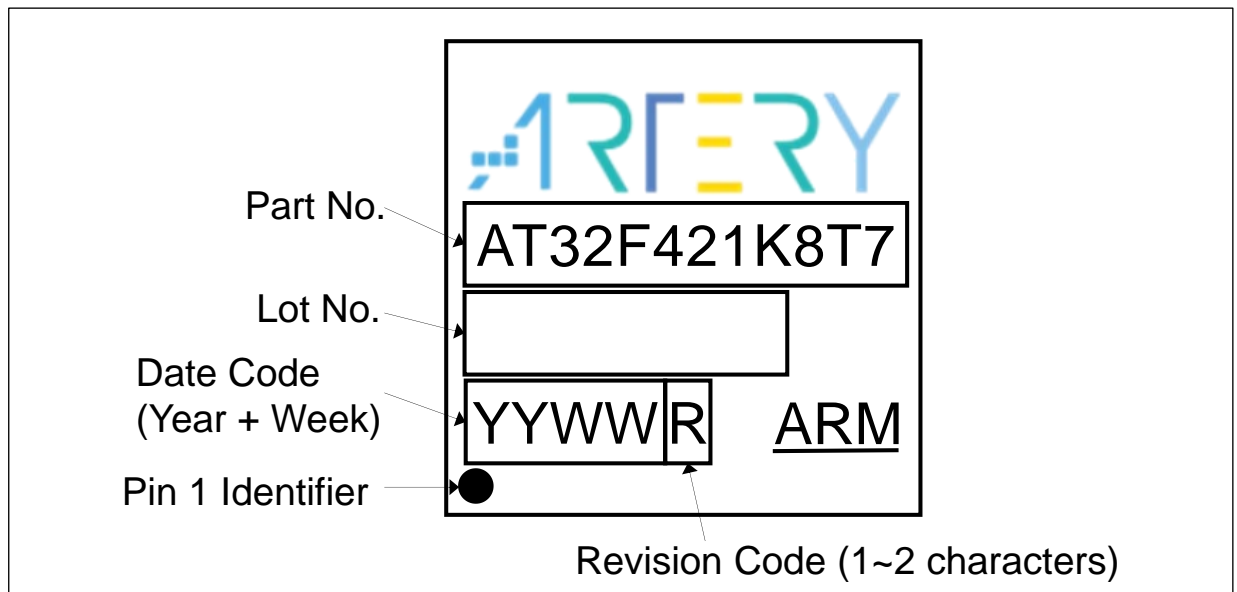 ARTERY
Part No.
AT32F421K8T7
Lot No.
Date Code
(Year + Week)
YYWW R
ARM
Pin 1 Identifier
Revision Code (1~2 characters)